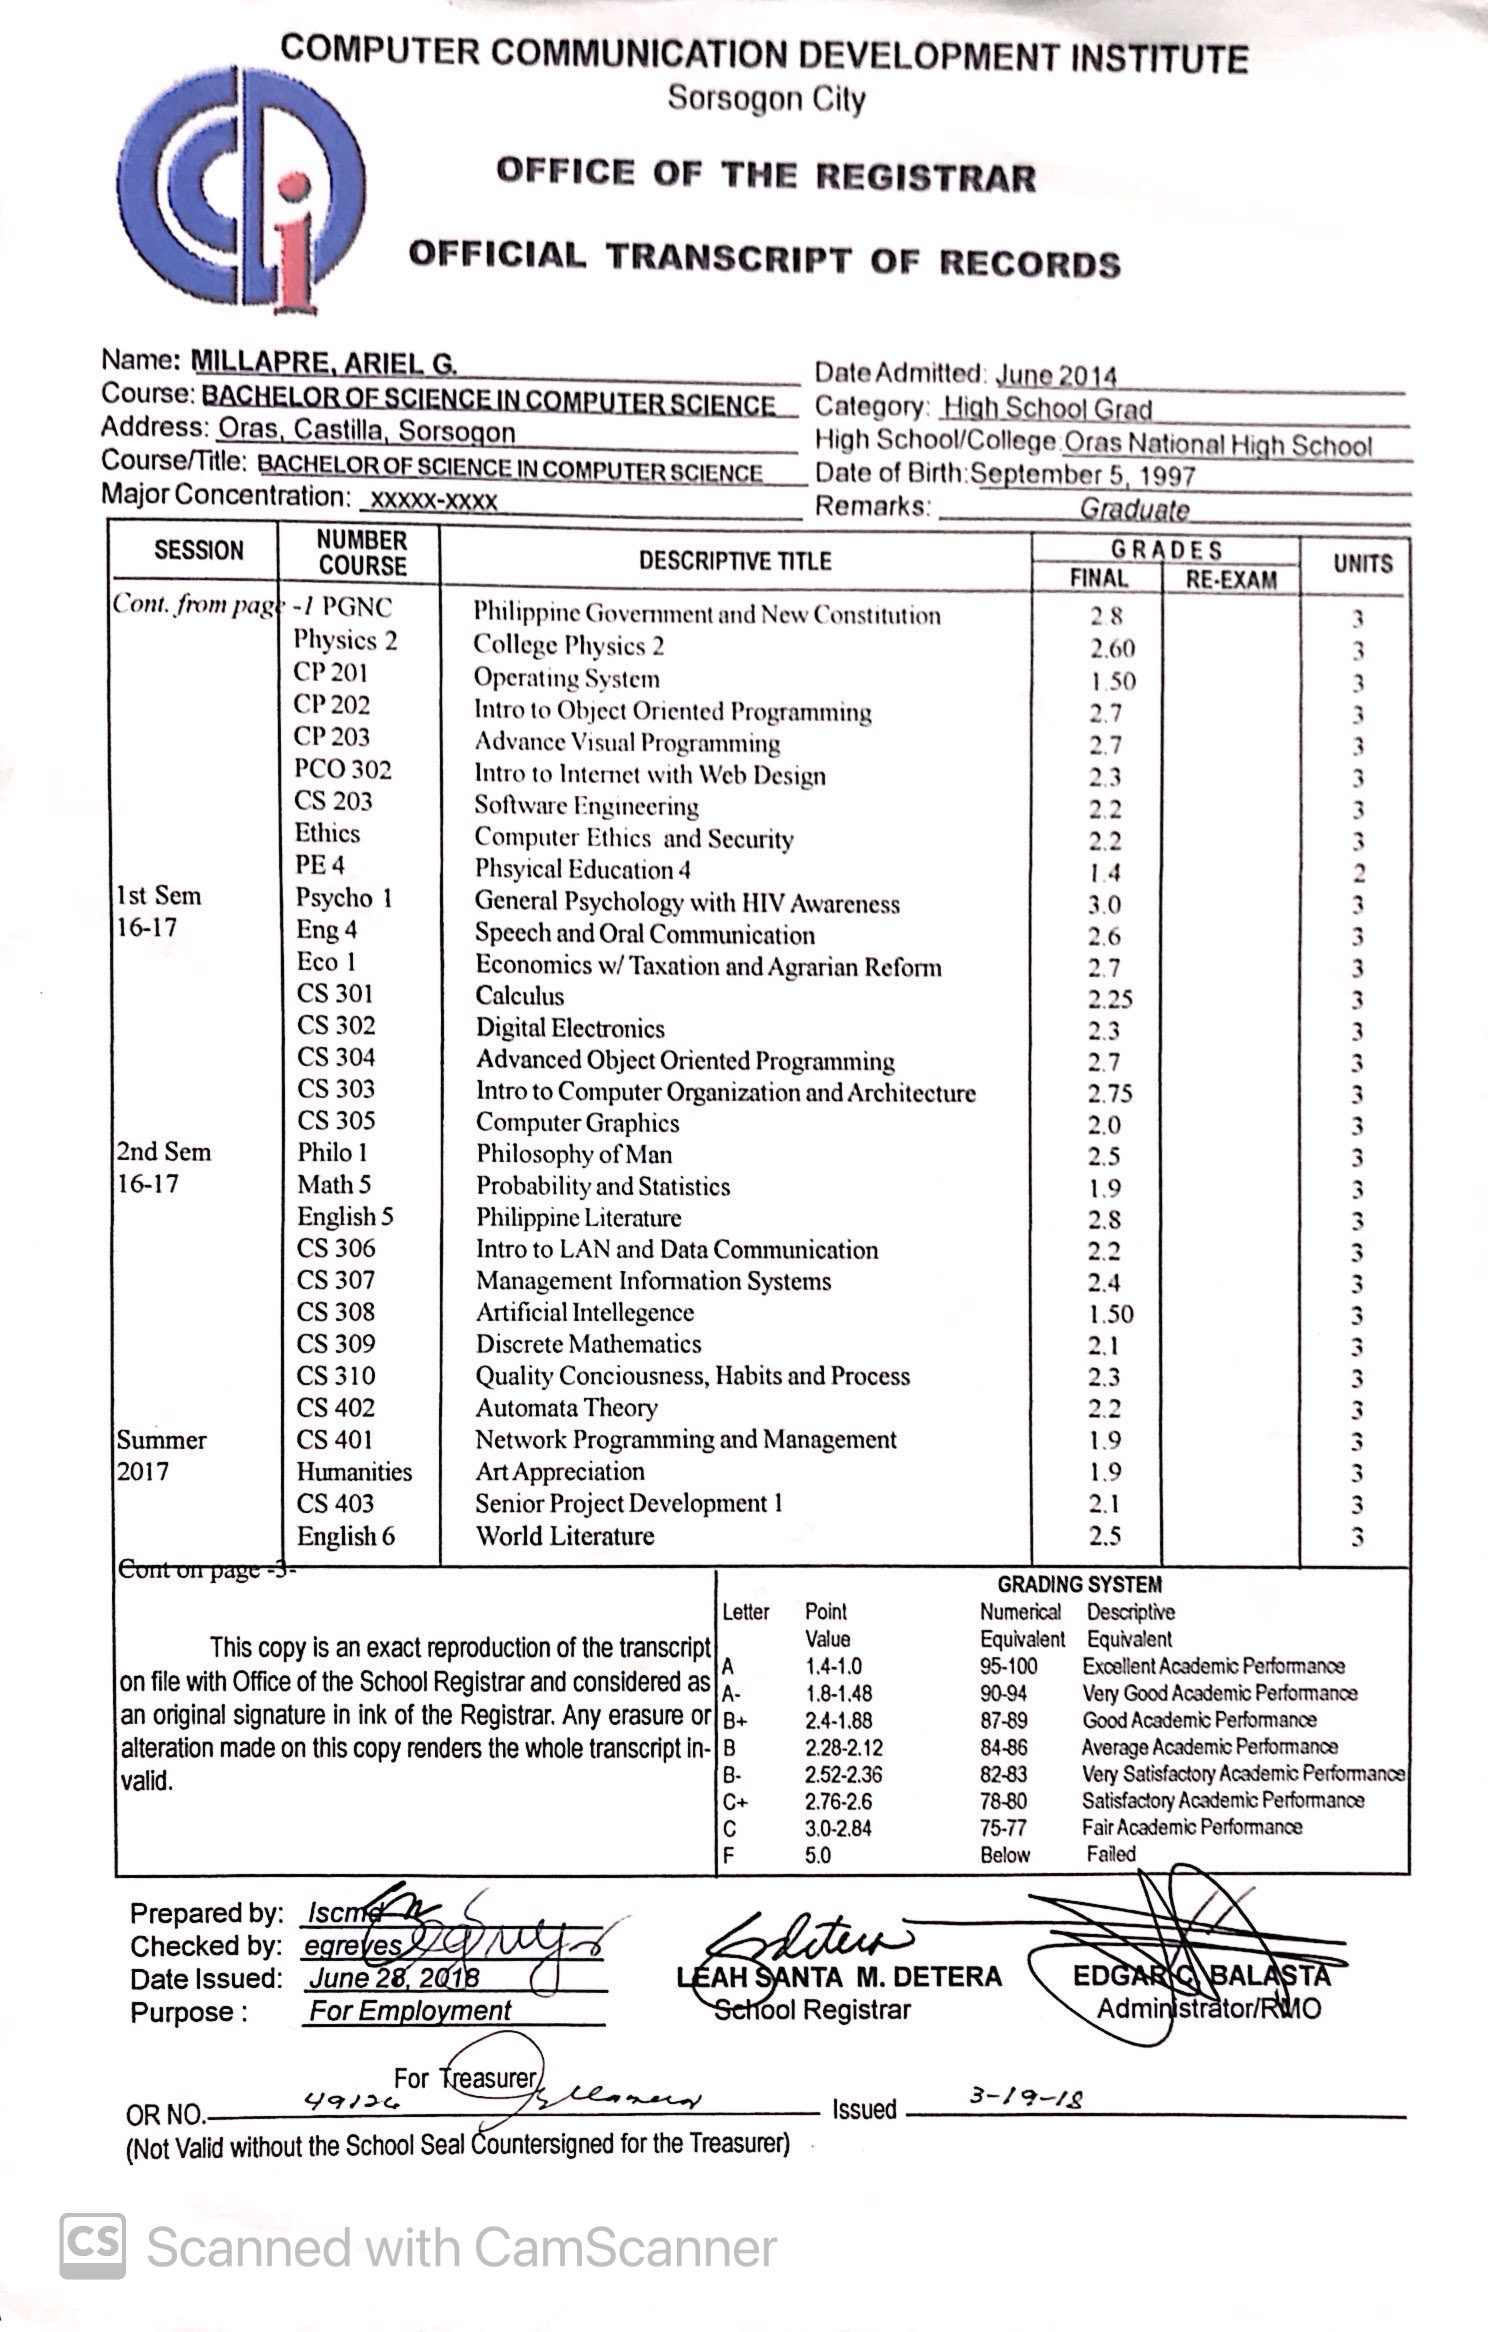 COMPUTER COMMUNICATION DEVELOPMENT INSTITUTE
Sorsogon City
OFFICE OF THE REGISTRAR
OFFICIAL TRANSCRIPT OF RECORDS
Name: MILLAPRE, ARIEL G.
Course: BACHELOR OF SCIENCE IN COMPUTER SCIENCE
Address: Oras, Castilla, Sorsogon
Course/Title: BACHELOR OF SCIENCE IN COMPUTER SCIENCE
Major Concentration: xxxxx-xxxx
Date Admitted: June 2014
Category: High School Grad
High School/College: Oras National High School
Date of Birth: September 5, 1997
Remarks: Graduate
SESSION NUMBER COURSE DESCRIPTIVE TITLE GRADES FINAL RE-EXAM UNITS
Cont. from page -1 PGNC Philippine Government and New Constitution 2.8 3
Physics 2 College Physics 2 2.60 3
CP 201 Operating System 1.50 3
CP 202 Intro to Object Oriented Programming 2.7 3
CP 203 Advance Visual Programming 2.7 3
PCO 302 Intro to Internet with Web Design 2.3 3
CS 203 Software Engineering 2.2 3
Ethics Computer Ethics and Security 2.2 3
PE 4 Phsyical Education 4 1.4 2
1st Sem Psycho 1 General Psychology with HIV Awareness 3.0 3
16-17 Eng 4 Speech and Oral Communication 2.6 3
Eco 1 Economics w/ Taxation and Agrarian Reform 2.7 3
CS 301 Calculus 2.25 3
CS 302 Digital Electronics 2.3 3
CS 304 Advanced Object Oriented Programming 2.7 3
CS 303 Intro to Computer Organization and Architecture 2.75 3
CS 305 Computer Graphics 2.0 3
2nd Sem Philo 1 Philosophy of Man 2.5 3
16-17 Math 5 Probability and Statistics 1.9 3
English 5 Philippine Literature 2.8 3
CS 306 Intro to LAN and Data Communication 2.2 3
CS 307 Management Information Systems 2.4 3
CS 308 Artificial Intellegence 1.50 3
CS 309 Discrete Mathematics 2.1 3
CS 310 Quality Conciousness, Habits and Process 2.3 3
CS 402 Automata Theory 2.2 3
Summer CS 401 Network Programming and Management 1.9 3
2017 Humanities Art Appreciation 1.9 3
CS 403 Senior Project Development 1 2.1 3
English 6 World Literature 2.5 3
Cont on page -3-
This copy is an exact reproduction of the transcript
on file with Office of the School Registrar and considered as
an original signature in ink of the Registrar. Any erasure or
alteration made on this copy renders the whole transcript in-
valid.
GRADING SYSTEM
Letter Point Value Numerical Equivalent Descriptive Equivalent
A 1.4-1.0 95-100 Excellent Academic Performance
A- 1.8-1.48 90-94 Very Good Academic Performance
B+ 2.4-1.88 87-89 Good Academic Performance
B 2.28-2.12 84-86 Average Academic Performance
B- 2.52-2.36 82-83 Very Satisfactory Academic Performance
C+ 2.76-2.6 78-80 Satisfactory Academic Performance
C 3.0-2.84 75-77 Fair Academic Performance
F 5.0 Below Failed
Prepared by: lscmd
Checked by: egreyes
Date Issued: June 28, 2018
Purpose : For Employment
LEAH SANTA M. DETERA
School Registrar
EDGAR C. BALASTA
Administrator/RMO
For Treasurer
OR NO. 49126 Issued 3-19-18
(Not Valid without the School Seal Countersigned for the Treasurer)
CS Scanned with CamScanner